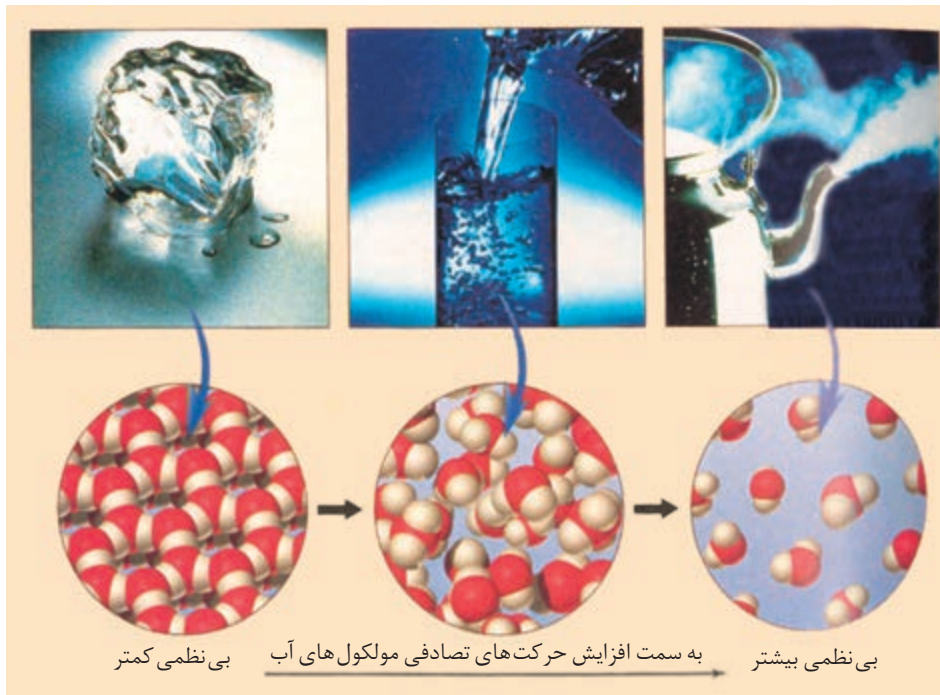 بی‌نظمی بیشتر
به سمت افزایش حرکت‌های تصادفی مولکول‌های آب
بی‌نظمی کمتر